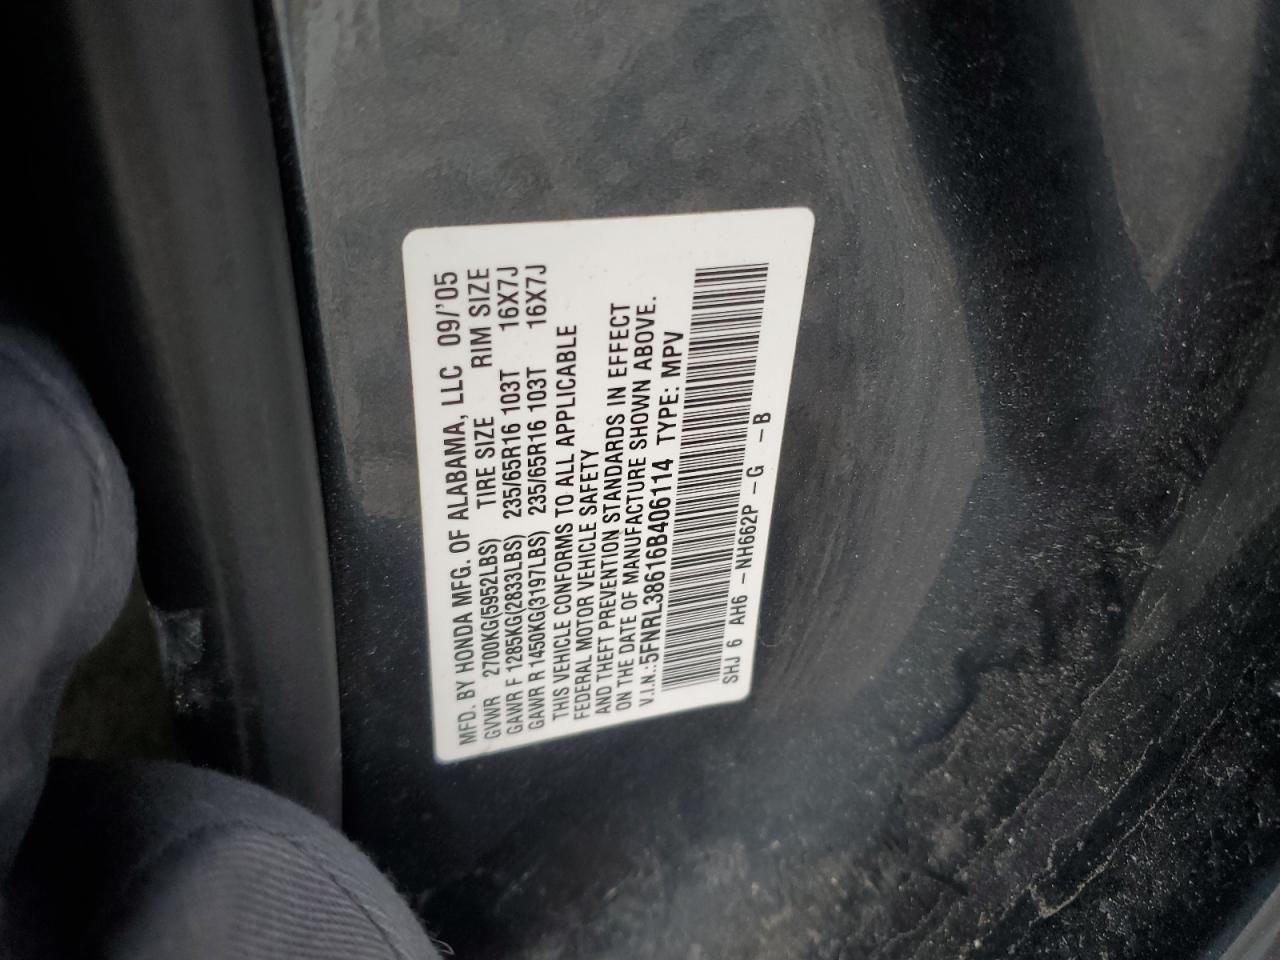 MFD. BY HONDA MFG. OF ALABAMA, LLC 09/'05
GVWR 2700KG(5952LBS) TIRE SIZE RIM SIZE
GAWR F 1285KG(2833LBS) 235/65R16 103T 16X7J
GAWR R 1450KG(3197LBS) 235/65R16 103T 16X7J
THIS VEHICLE CONFORMS TO ALL APPLICABLE
FEDERAL MOTOR VEHICLE SAFETY
AND THEFT PREVENTION STANDARDS IN EFFECT
ON THE DATE OF MANUFACTURE SHOWN ABOVE.
V.I.N.:5FNRL38616B406114 TYPE: MPV
SHJ 6 AH6 -NH662P -G -B